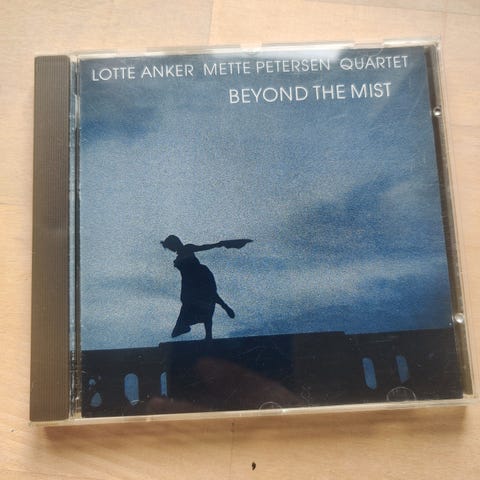 LOTTE ANKER METTE PETERSEN QUARTET
BEYOND THE MIST